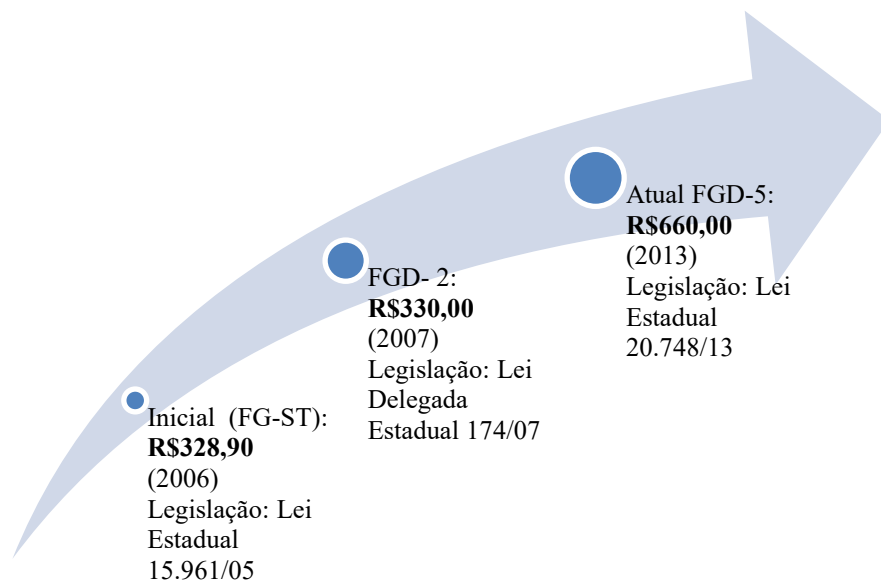 Inicial (FG-ST):
R$328,90
(2006)
Legislação: Lei
Estadual
15.961/05
FGD- 2:
R$330,00
(2007)
Legislação: Lei
Delegada
Estadual 174/07
Atual FGD-5:
R$660,00
(2013)
Legislação: Lei
Estadual
20.748/13